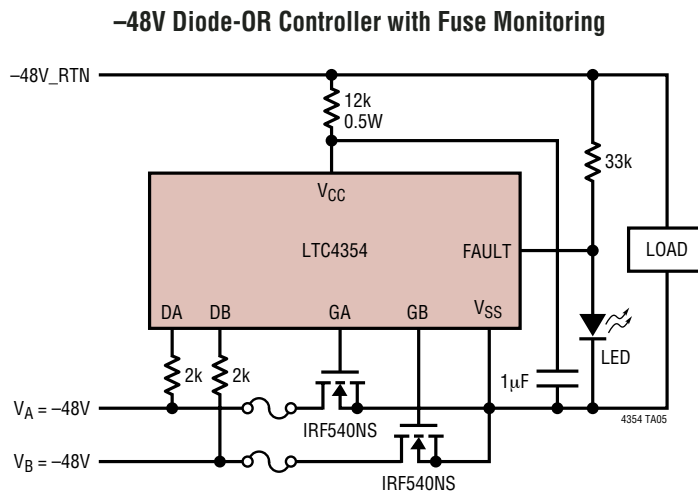 –48V Diode-OR Controller with Fuse Monitoring
–48V_RTN
12k
0.5W
33k
VCC
LTC4354
FAULT
LOAD
DA
DB
GA
GB
VSS
LED
2k
2k
1µF
VA = –48V
IRF540NS
4354 TA05
VB = –48V
IRF540NS